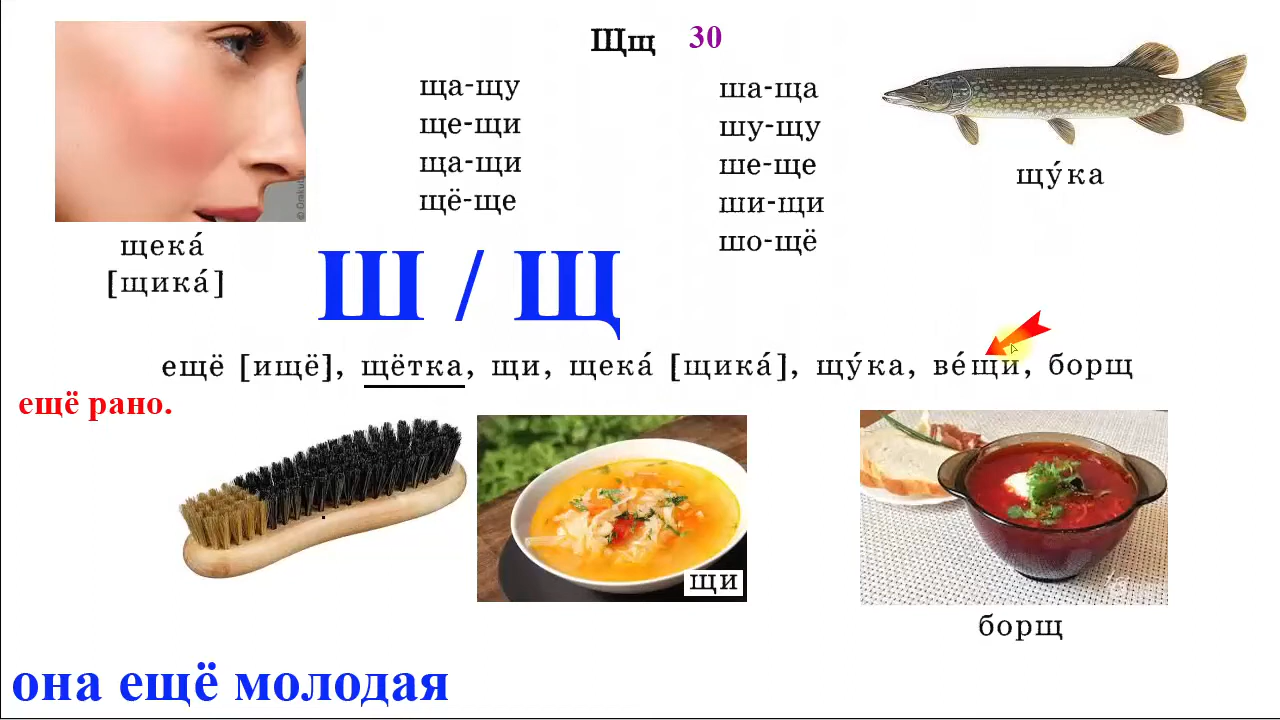 Щщ 30
ща-щу
ще-щи
ща-щи
щё-ще
ша-ща
шу-щу
ше-ще
ши-щи
шо-щё
щу́ка
щека́
[щика́]
Ш / Щ
ещё [ищё], щётка, щи, щека́ [щика́], щу́ка, ве́щи, борщ
ещё рано.
щи
борщ
она ещё молодая